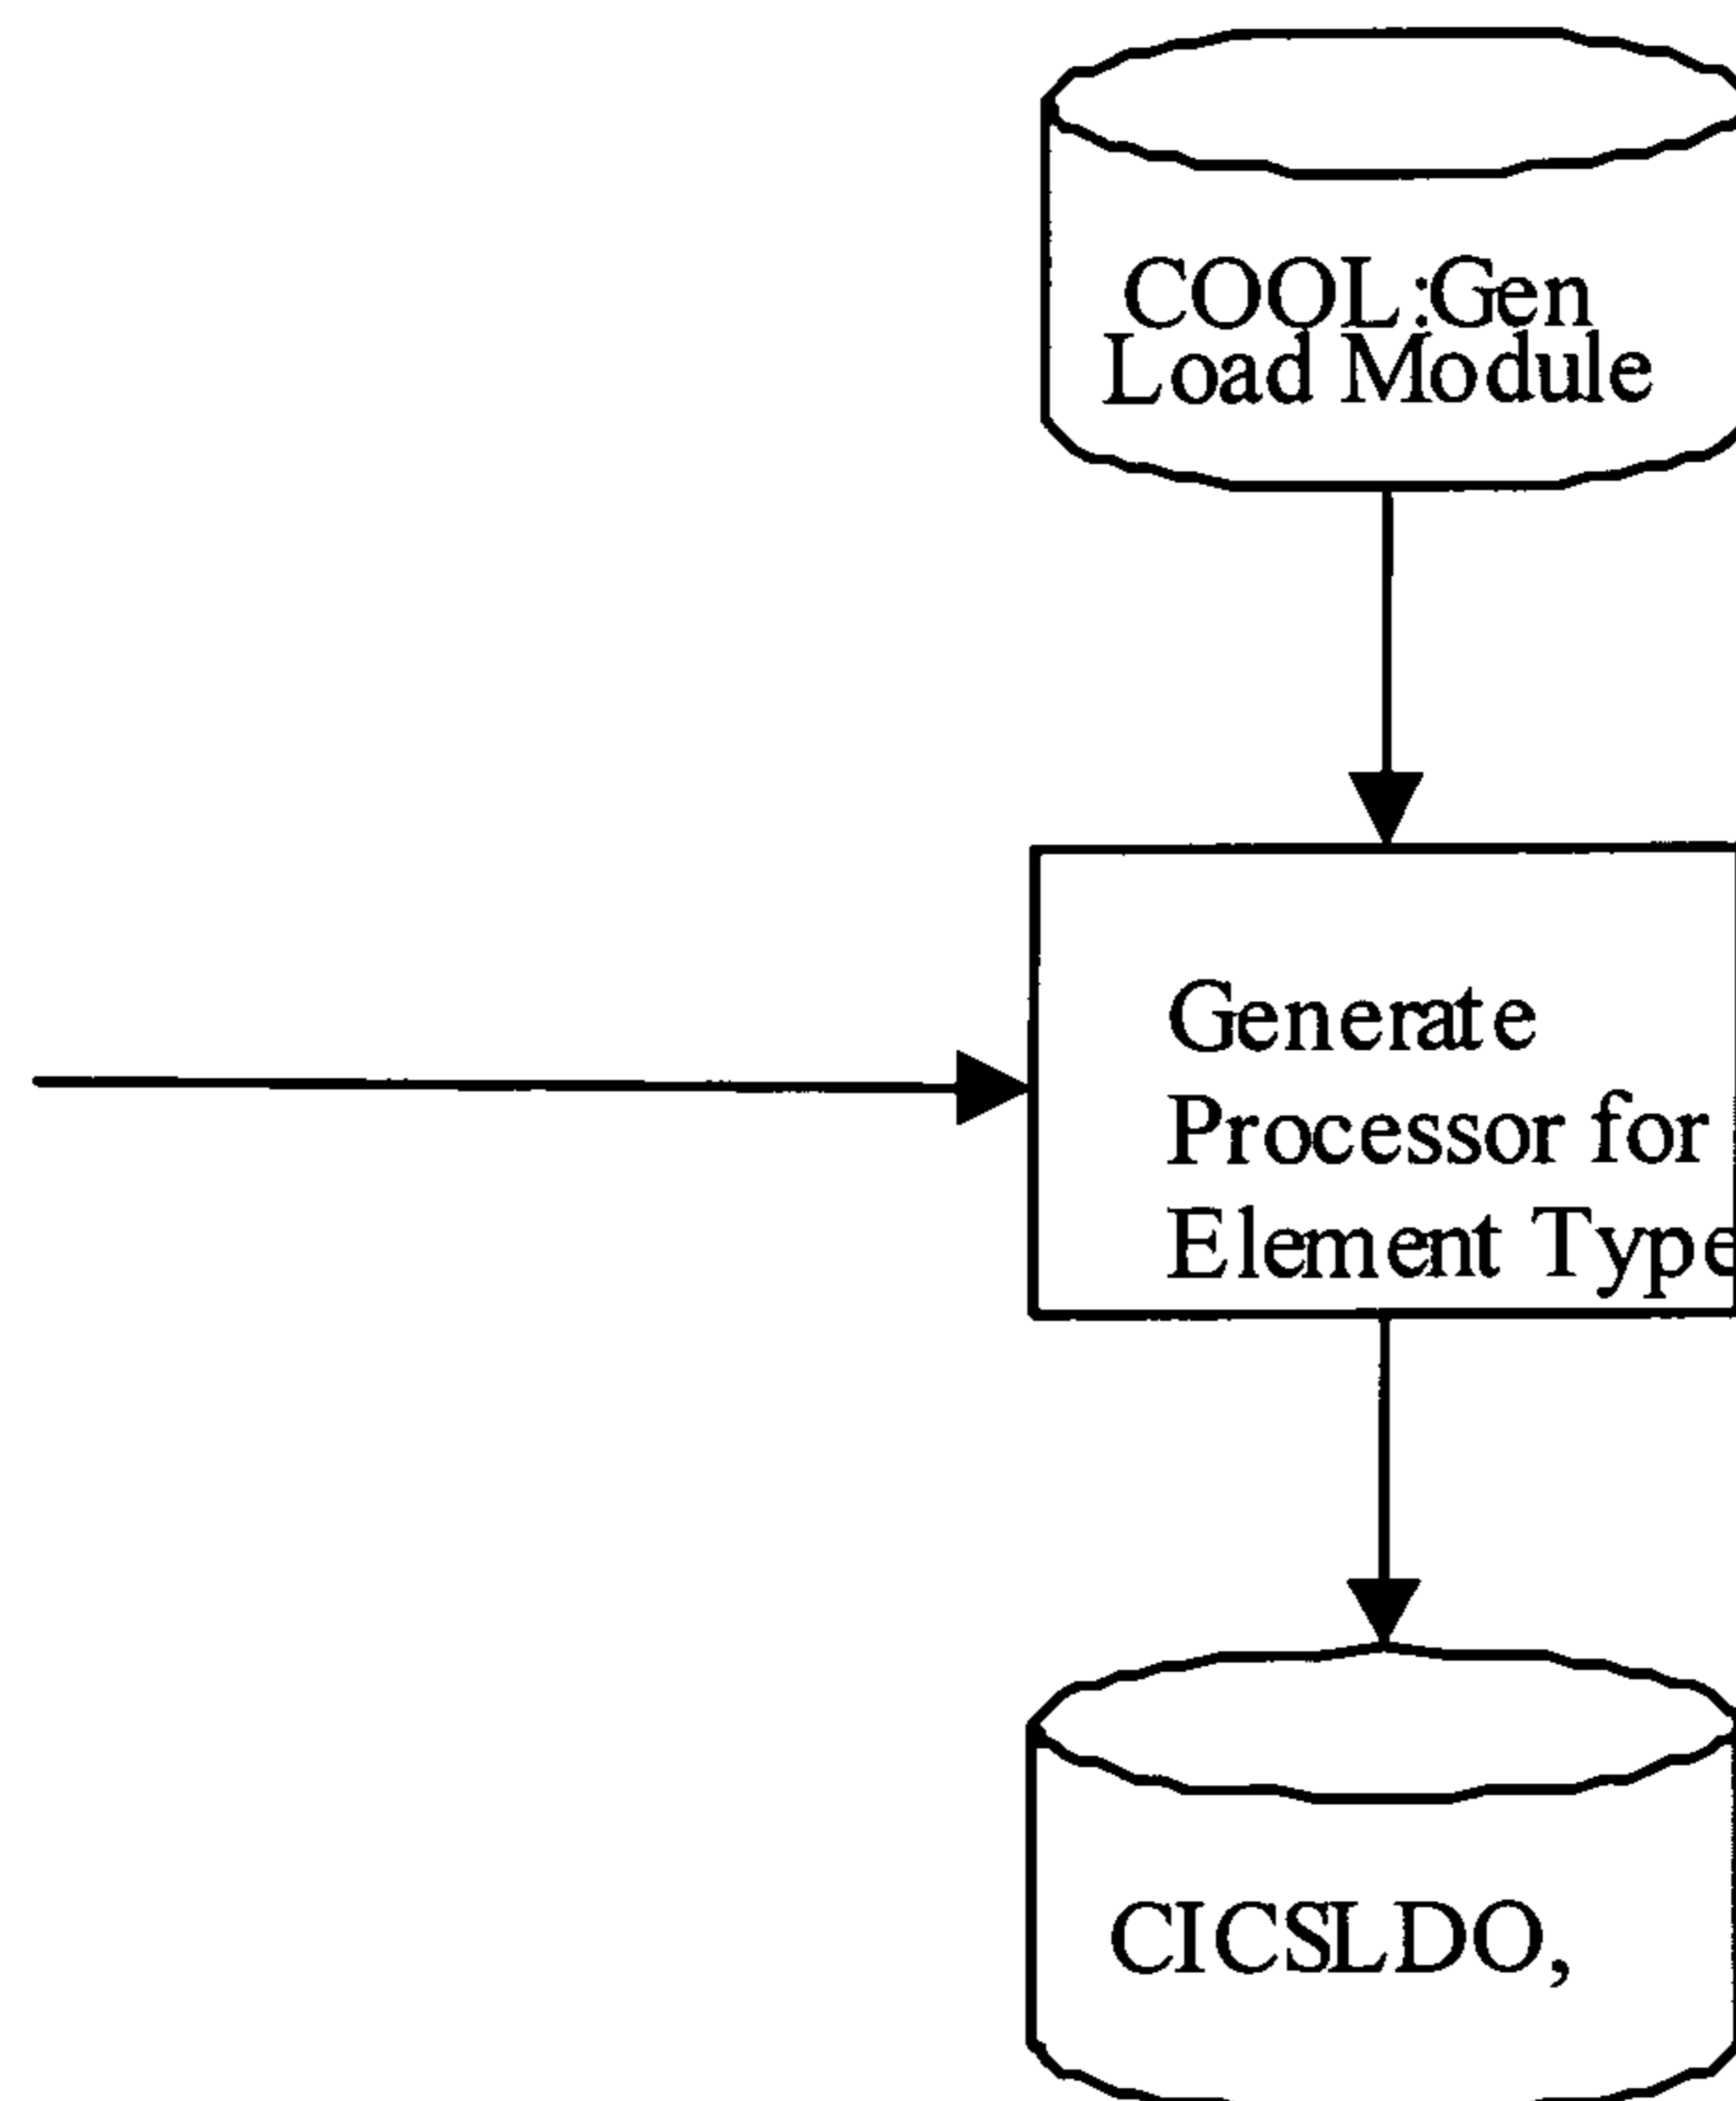 COOL:Gen
Load Module
Generate
Processor for
Element Type
CICSLDO,